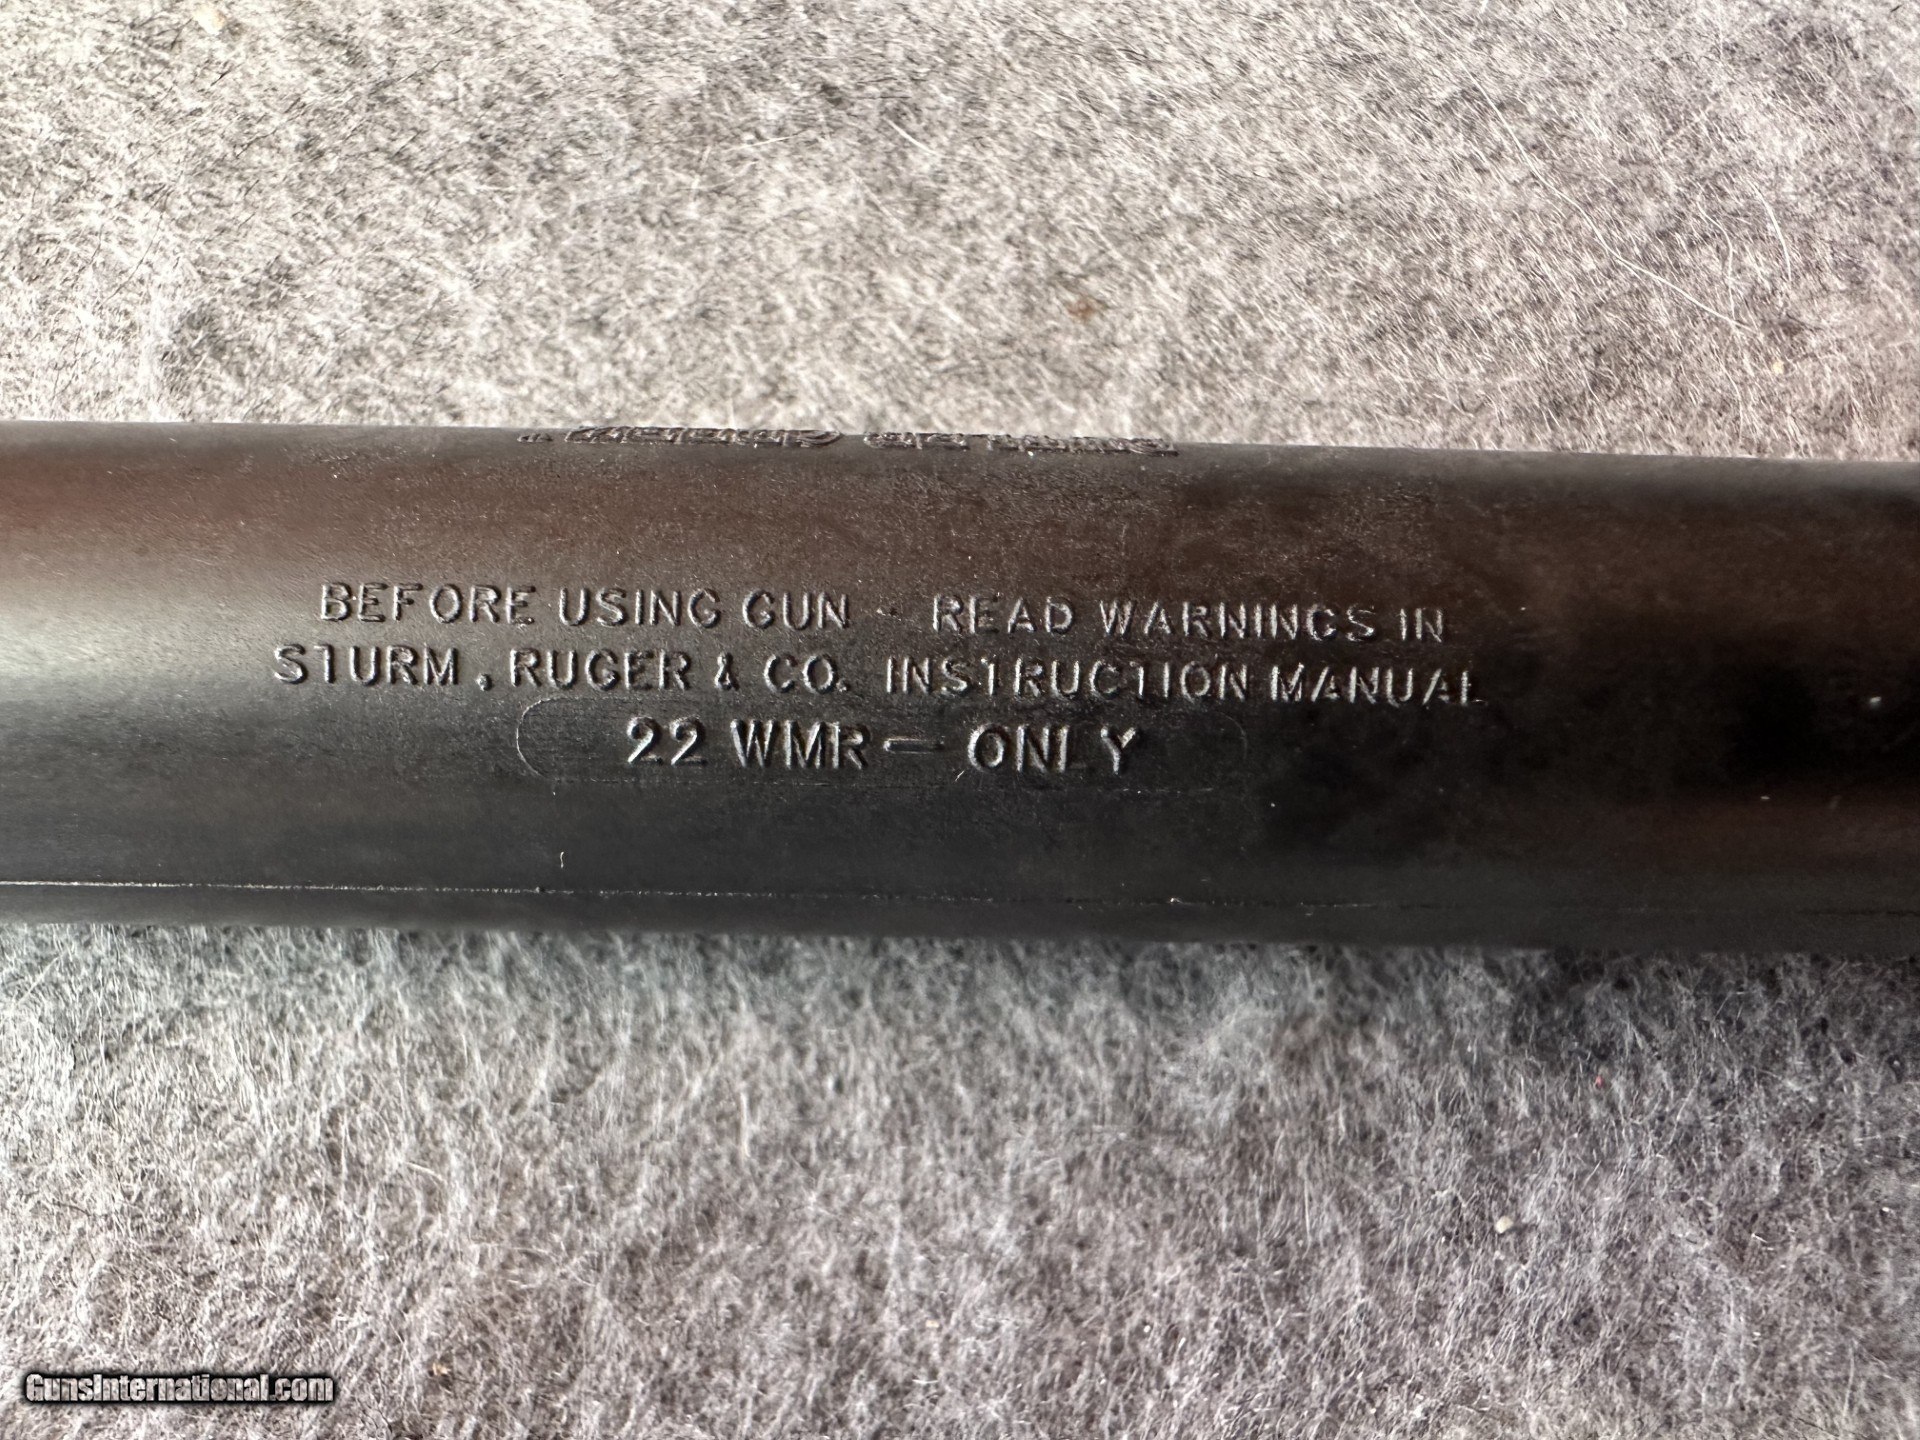 BEFORE USING GUN - READ WARNINGS IN
STURM, RUGER & CO. INSTRUCTION MANUAL
22 WMR - ONLY
GunsInternational.com